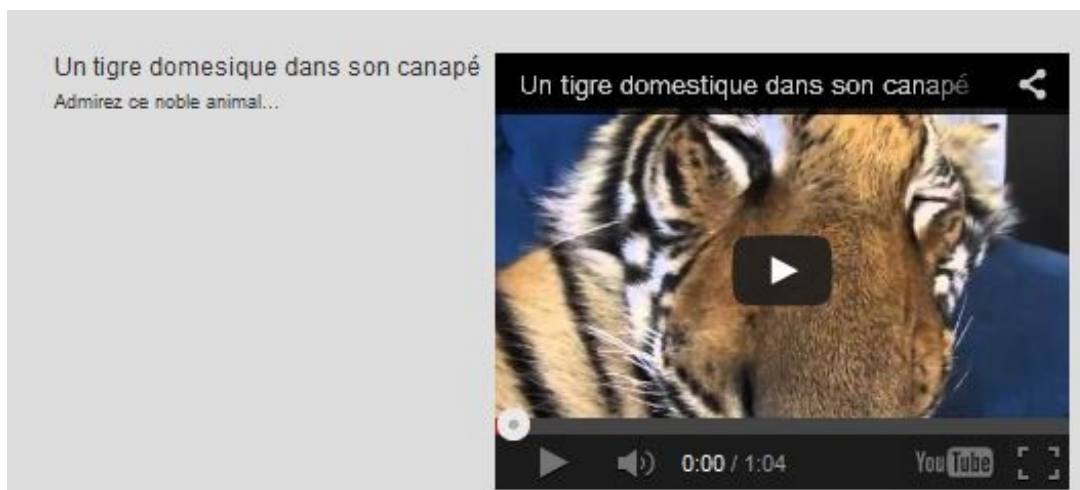 Un tigre domesique dans son canapé
Admirez ce noble animal...
Un tigre domestique dans son canapé
0:00 / 1:04
YouTube